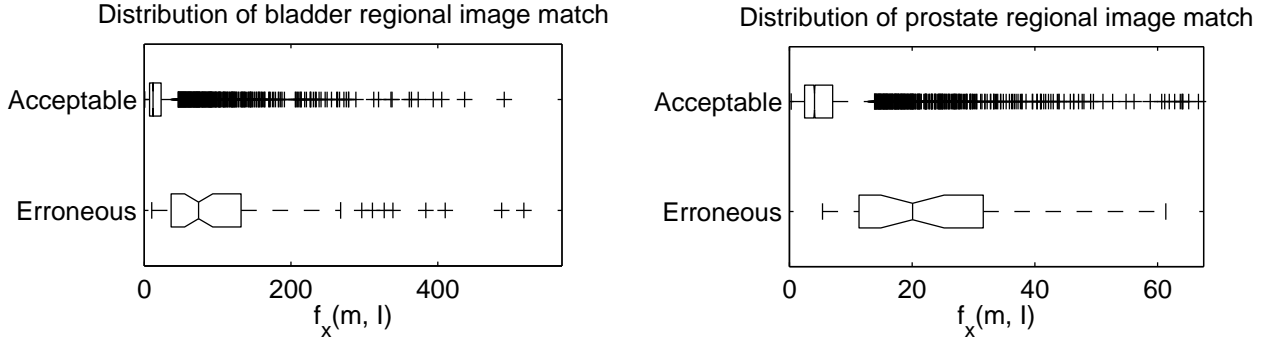 Distribution of bladder regional image match
Acceptable
Erroneous
0 200 400
f_x(m, I)
Distribution of prostate regional image match
Acceptable
Erroneous
0 20 40 60
f_x(m, I)